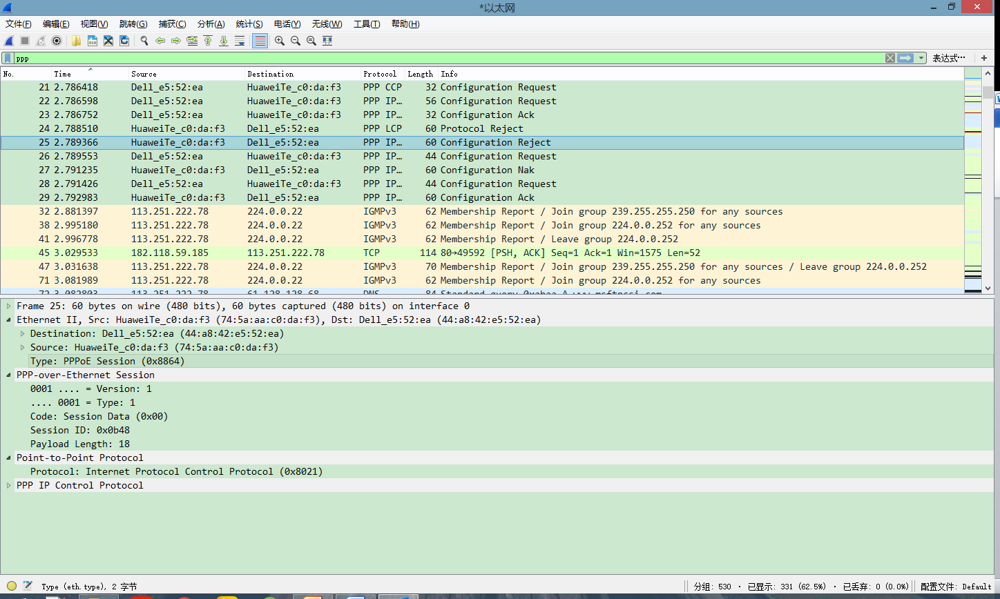 *以太网
文件(F) 编辑(E) 视图(V) 跳转(G) 捕获(C) 分析(A) 统计(S) 电话(Y) 无线(W) 工具(T) 帮助(H)
ppp 表达式… +
No. Time Source Destination Protocol Length Info
21 2.786418 Dell_e5:52:ea HuaweiTe_c0:da:f3 PPP CCP 32 Configuration Request
22 2.786598 Dell_e5:52:ea HuaweiTe_c0:da:f3 PPP IP… 56 Configuration Request
23 2.786752 Dell_e5:52:ea HuaweiTe_c0:da:f3 PPP IP… 32 Configuration Ack
24 2.788510 HuaweiTe_c0:da:f3 Dell_e5:52:ea PPP LCP 60 Protocol Reject
25 2.789366 HuaweiTe_c0:da:f3 Dell_e5:52:ea PPP IP… 60 Configuration Reject
26 2.789553 Dell_e5:52:ea HuaweiTe_c0:da:f3 PPP IP… 44 Configuration Request
27 2.791235 HuaweiTe_c0:da:f3 Dell_e5:52:ea PPP IP… 60 Configuration Nak
28 2.791426 Dell_e5:52:ea HuaweiTe_c0:da:f3 PPP IP… 44 Configuration Request
29 2.792983 HuaweiTe_c0:da:f3 Dell_e5:52:ea PPP IP… 60 Configuration Ack
32 2.881397 113.251.222.78 224.0.0.22 IGMPv3 62 Membership Report / Join group 239.255.255.250 for any sources
38 2.995180 113.251.222.78 224.0.0.22 IGMPv3 62 Membership Report / Join group 224.0.0.252 for any sources
41 2.996778 113.251.222.78 224.0.0.22 IGMPv3 62 Membership Report / Leave group 224.0.0.252
45 3.029533 182.118.59.185 113.251.222.78 TCP 114 80→49592 [PSH, ACK] Seq=1 Ack=1 Win=1575 Len=52
47 3.031638 113.251.222.78 224.0.0.22 IGMPv3 70 Membership Report / Join group 239.255.255.250 for any sources / Leave group 224.0.0.252
71 3.081989 113.251.222.78 224.0.0.22 IGMPv3 62 Membership Report / Join group 224.0.0.252 for any sources
Frame 25: 60 bytes on wire (480 bits), 60 bytes captured (480 bits) on interface 0
Ethernet II, Src: HuaweiTe_c0:da:f3 (74:5a:aa:c0:da:f3), Dst: Dell_e5:52:ea (44:a8:42:e5:52:ea)
Destination: Dell_e5:52:ea (44:a8:42:e5:52:ea)
Source: HuaweiTe_c0:da:f3 (74:5a:aa:c0:da:f3)
Type: PPPoE Session (0x8864)
PPP-over-Ethernet Session
0001 .... = Version: 1
.... 0001 = Type: 1
Code: Session Data (0x00)
Session ID: 0x0b48
Payload Length: 18
Point-to-Point Protocol
Protocol: Internet Protocol Control Protocol (0x8021)
PPP IP Control Protocol
Type (eth.type), 2 字节 分组: 530 · 已显示: 331 (62.5%) · 已丢弃: 0 (0.0%) 配置文件: Default